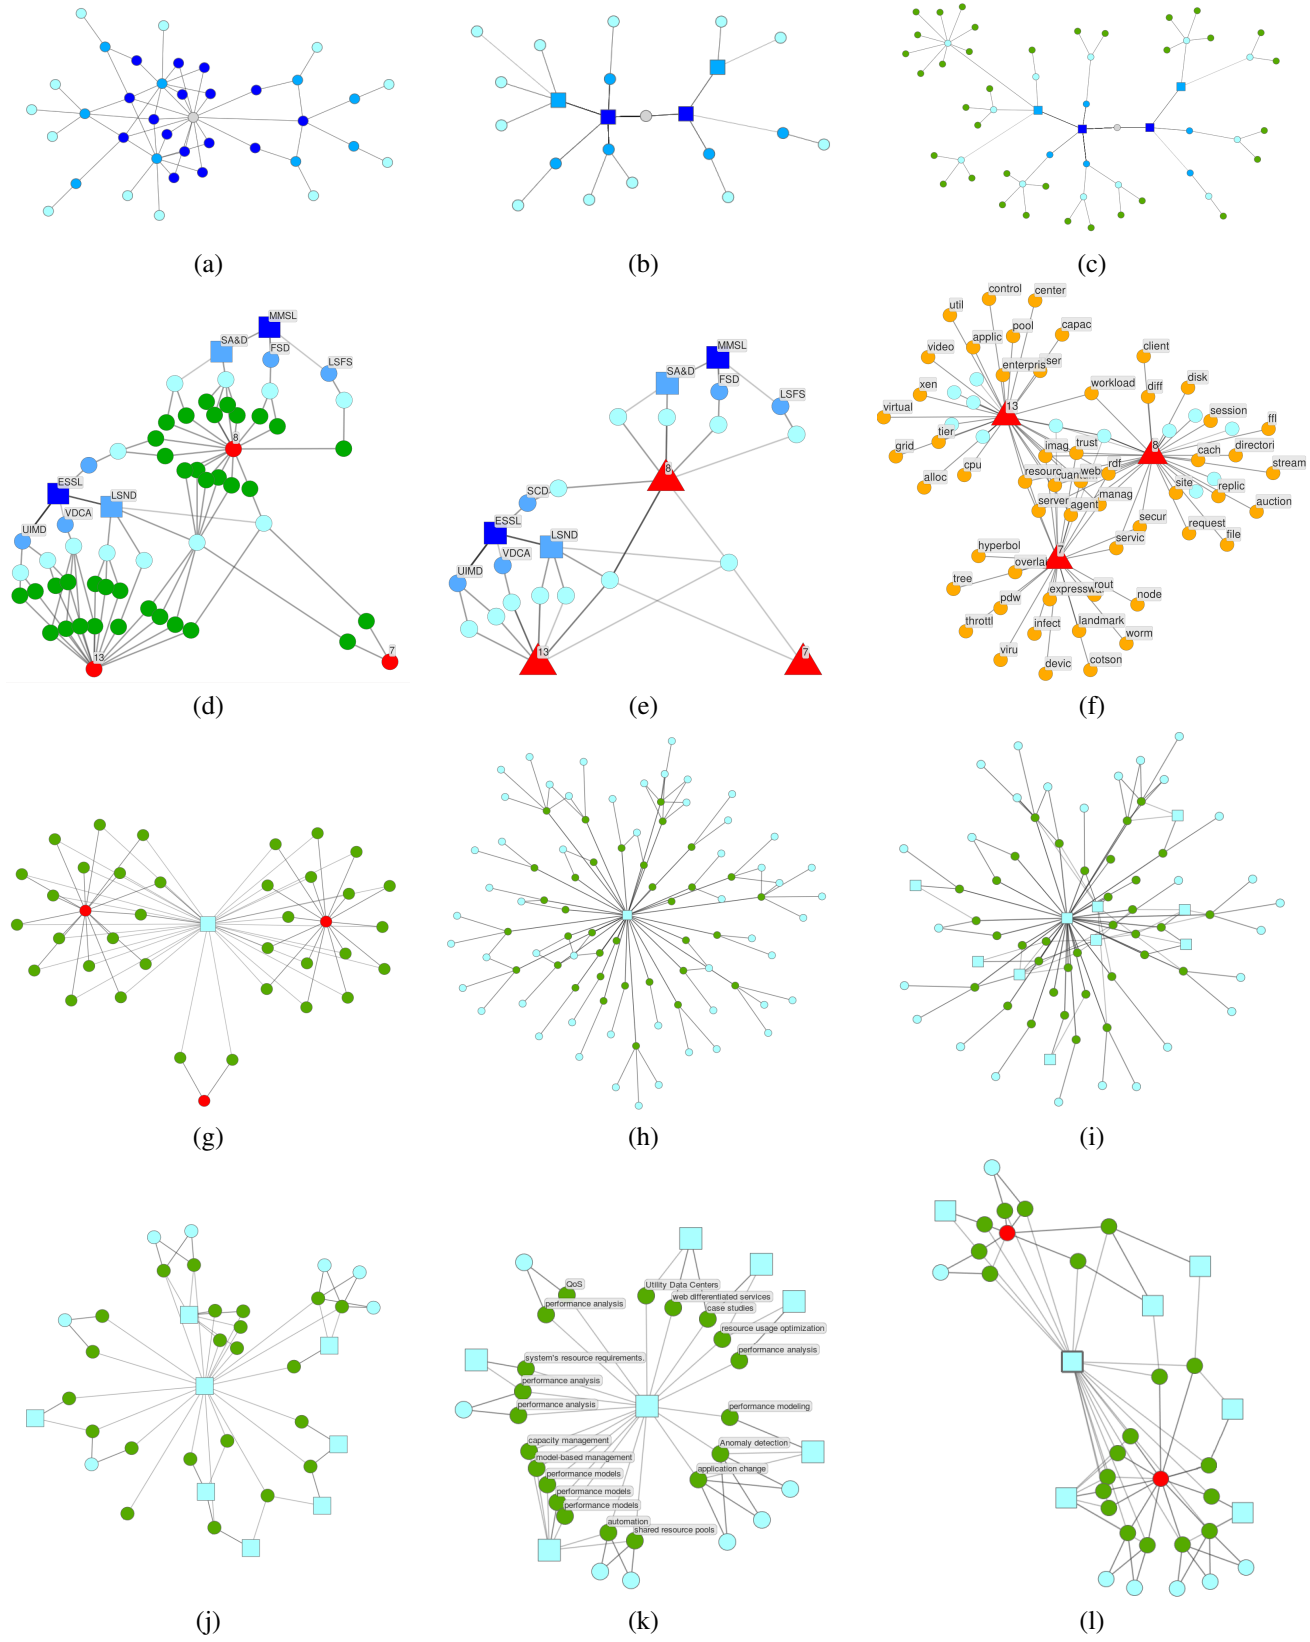 (a)
(b)
(c)
MMSL
SA&D
FSD
LSFS
8
ESSL
LSND
VDCA
UIMD
13
7
(d)
MMSL
SA&D
FSD
LSFS
8
SCD
ESSL
LSND
VDCA
UIMD
13
7
(e)
control
center
util
pool
capac
applic
video
client
enterpris
ser
workload
diff
disk
xen
13
virtual
session
ffl
tier
imag
trust
8
grid
cach
directori
cpu
resourc
web
rdf
stream
alloc
site
replic
server
agent
manag
auction
secur
request
file
hyperbol
7
servic
overlai
tree
pdw
rout
node
throttl
infect
landmark
worm
viru
devic
cotson
(f)
(g)
(h)
(i)
QoS
Utility Data Centers
performance analysis
web differentiated services
case studies
resource usage optimization
system's resource requirements,
performance analysis
performance analysis
performance analysis
performance modeling
capacity management
Anomaly detection
model-based management
application change
performance models
performance models
performance models
automation
shared resource pools
(j)
(k)
(l)